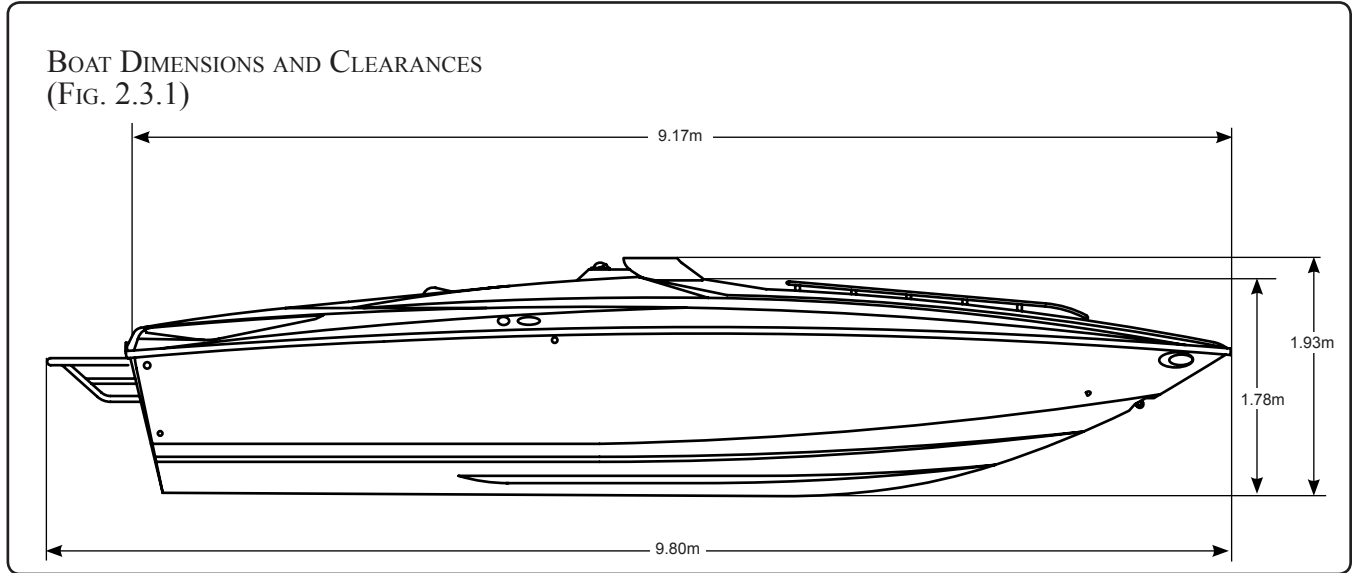 Boat Dimensions and Clearances
(Fig. 2.3.1)
9.17m
1.93m
1.78m
9.80m